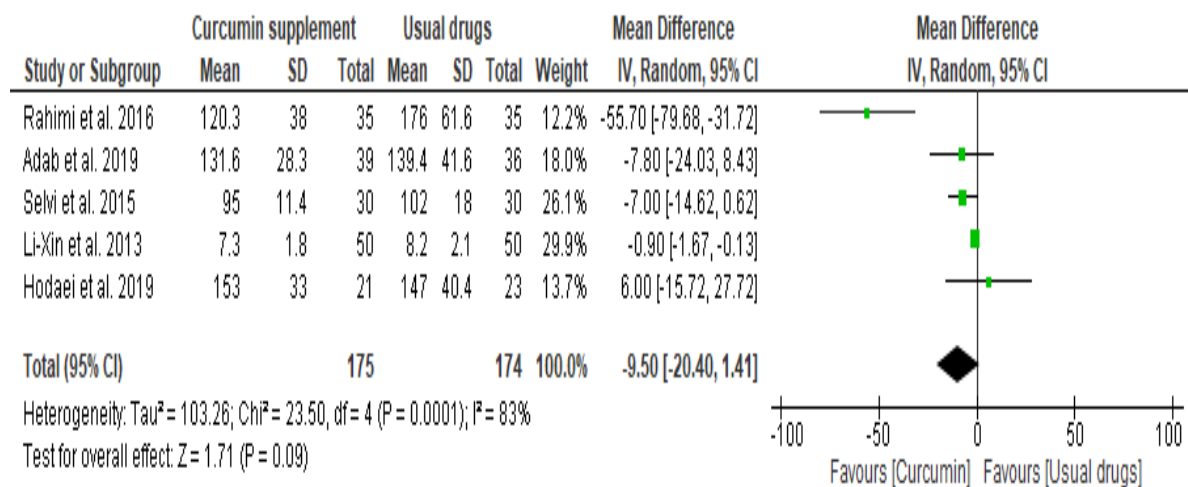 Curcumin supplement Usual drugs Mean Difference Mean Difference
Study or Subgroup Mean SD Total Mean SD Total Weight IV, Random, 95% CI IV, Random, 95% CI
Rahimi et al. 2016 120.3 38 35 176 61.6 35 12.2% -55.70 [-79.68, -31.72]
Adab et al. 2019 131.6 28.3 39 139.4 41.6 36 18.0% -7.80 [-24.03, 8.43]
Selvi et al. 2015 95 11.4 30 102 18 30 26.1% -7.00 [-14.62, 0.62]
Li-Xin et al. 2013 7.3 1.8 50 8.2 2.1 50 29.9% -0.90 [-1.67, -0.13]
Hodaei et al. 2019 153 33 21 147 40.4 23 13.7% 6.00 [-15.72, 27.72]
Total (95% CI) 175 174 100.0% -9.50 [-20.40, 1.41]
Heterogeneity: Tau² = 103.26; Chi² = 23.50, df = 4 (P = 0.0001); I² = 83%
Test for overall effect: Z = 1.71 (P = 0.09)
-100 -50 0 50 100
Favours [Curcumin] Favours [Usual drugs]